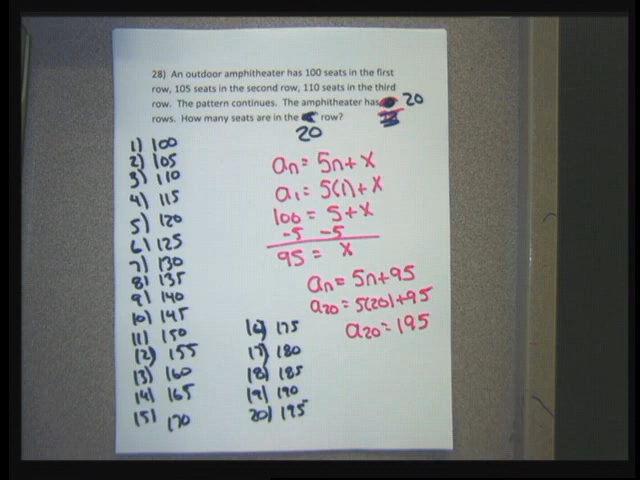 28) An outdoor amphitheater has 100 seats in the first
row, 105 seats in the second row, 110 seats in the third
row. The pattern continues. The amphitheater has 20
rows. How many seats are in the row?
20
1) 100
2) 105
3) 110
4) 115
5) 120
6) 125
7) 130
8) 135
9) 140
10) 145
11) 150
12) 155
13) 160
14) 165
15) 170
16) 175
17) 180
18) 185
19) 190
20) 195
an = 5n + x
a1 = 5(1) + x
100 = 5 + x
-5 -5
95 = x
an = 5n + 95
a20 = 5(20) + 95
a20 = 195